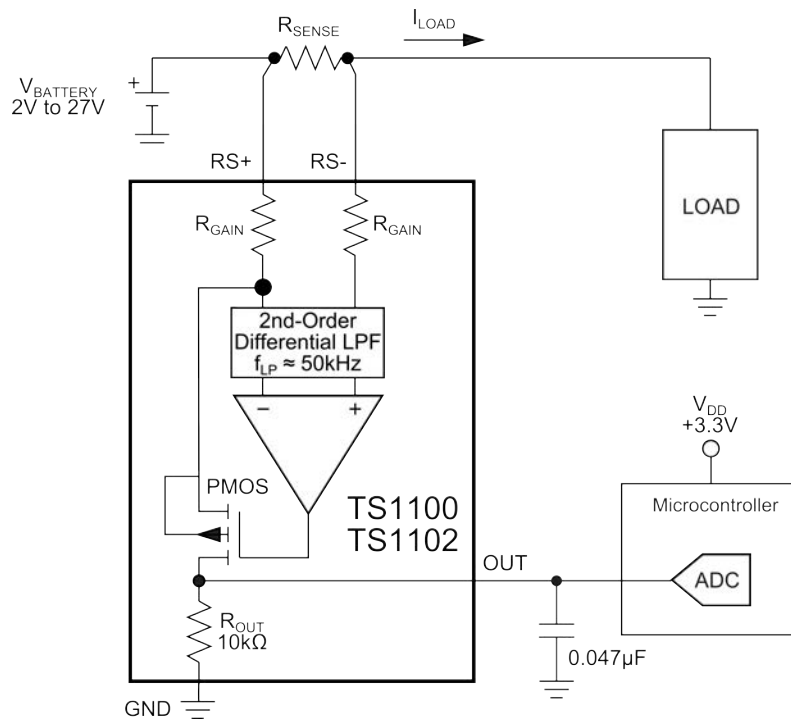 RSENSE
ILOAD
VBATTERY
2V to 27V
+
RS+
RS-
RGAIN
RGAIN
LOAD
2nd-Order
Differential LPF
fLP ≈ 50kHz
−
+
PMOS
TS1100
TS1102
VDD
+3.3V
Microcontroller
OUT
ADC
ROUT
10kΩ
0.047µF
GND